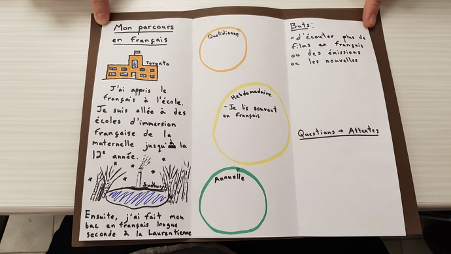 Mon parcours
en français
Toronto
J'ai appris le
français à l'école.
Je suis allée à des
écoles d'immersion
française de la
maternelle jusqu'à la
12e année.
Sudbury
Ensuite, j'ai fait mon
bac en français langue
seconde à la Laurentienne
Quotidienne
Hebdomadaire
- Je lis souvent
en français
Annuelle
Buts:
- d'écouter plus de
films en français
ou des émissions
ou les nouvelles
Questions + Attentes